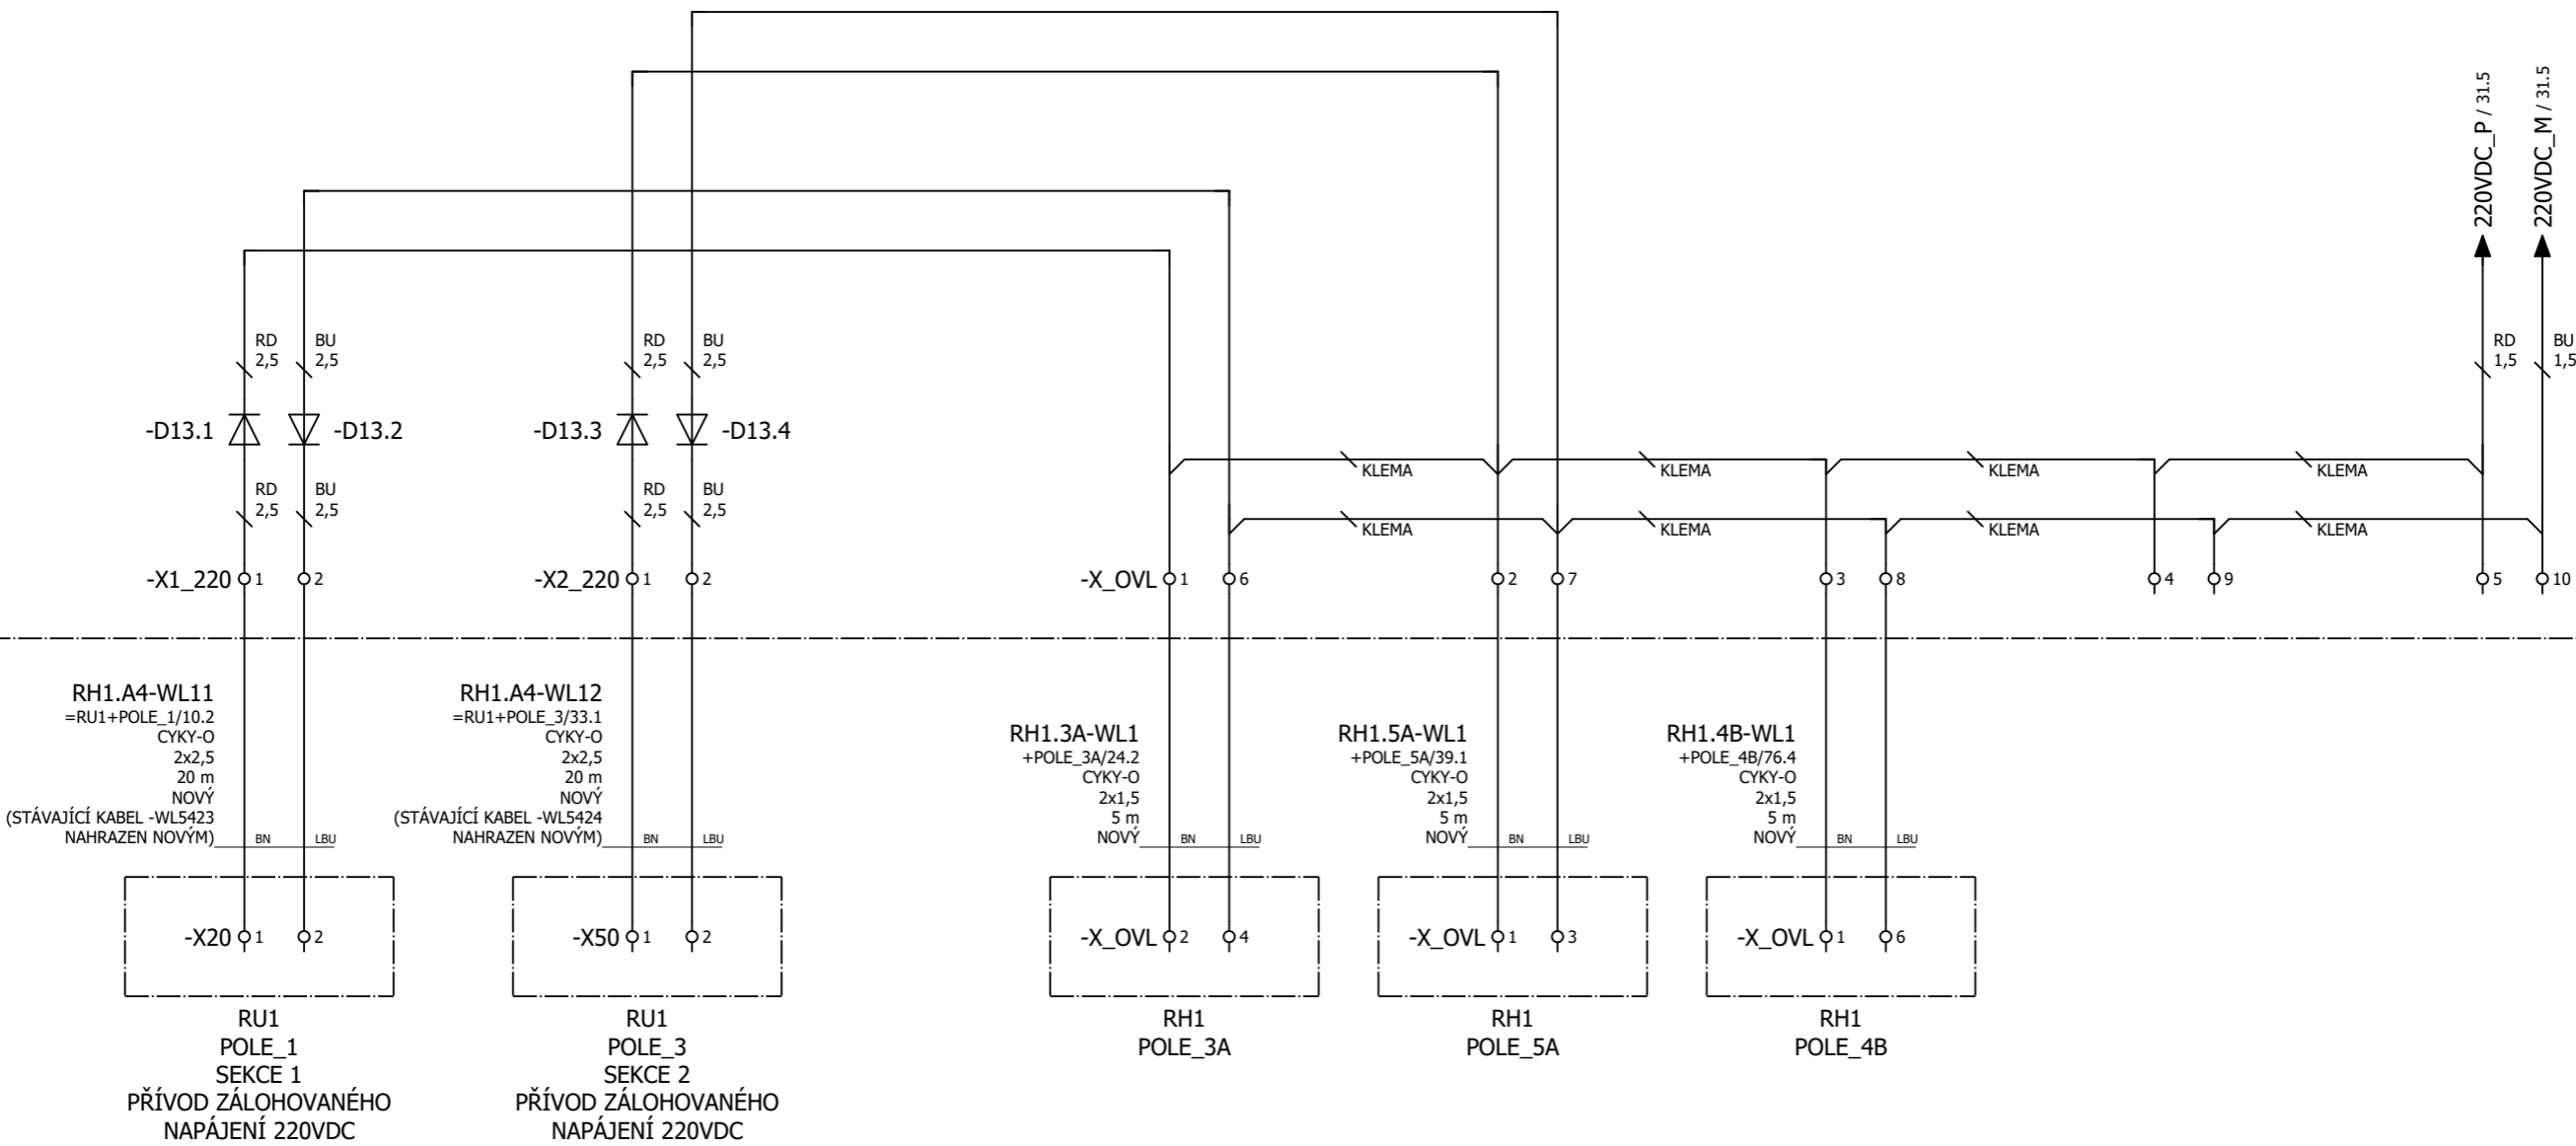 220VDC_P / 31.5
220VDC_M / 31.5
RD
2,5
BU
2,5
RD
2,5
BU
2,5
RD
1,5
BU
1,5
-D13.1
-D13.2
-D13.3
-D13.4
KLEMA
KLEMA
KLEMA
KLEMA
RD
2,5
BU
2,5
RD
2,5
BU
2,5
KLEMA
KLEMA
KLEMA
KLEMA
-X1_220 1 2
-X2_220 1 2
-X_OVL 1 6 2 7 3 8 4 9 5 10
RH1.A4-WL11
=RU1+POLE_1/10.2
CYKY-O
2x2,5
20 m
NOVÝ
(STÁVAJÍCÍ KABEL -WL5423
NAHRAZEN NOVÝM)
BN LBU
RH1.A4-WL12
=RU1+POLE_3/33.1
CYKY-O
2x2,5
20 m
NOVÝ
(STÁVAJÍCÍ KABEL -WL5424
NAHRAZEN NOVÝM)
BN LBU
RH1.3A-WL1
+POLE_3A/24.2
CYKY-O
2x1,5
5 m
NOVÝ
BN LBU
RH1.5A-WL1
+POLE_5A/39.1
CYKY-O
2x1,5
5 m
NOVÝ
BN LBU
RH1.4B-WL1
+POLE_4B/76.4
CYKY-O
2x1,5
5 m
NOVÝ
BN LBU
-X20 1 2
-X50 1 2
-X_OVL 2 4
-X_OVL 1 3
-X_OVL 1 6
RU1
POLE_1
SEKCE 1
PŘÍVOD ZÁLOHOVANÉHO
NAPÁJENÍ 220VDC
RU1
POLE_3
SEKCE 2
PŘÍVOD ZÁLOHOVANÉHO
NAPÁJENÍ 220VDC
RH1
POLE_3A
RH1
POLE_5A
RH1
POLE_4B